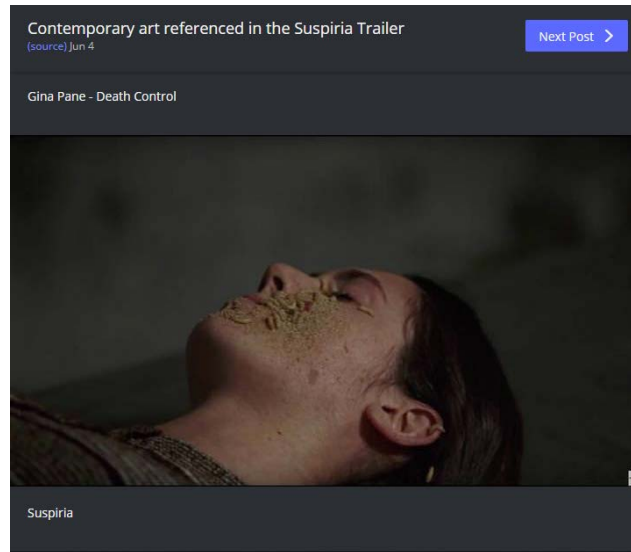 Contemporary art referenced in the Suspiria Trailer
(source) Jun 4
Next Post
Gina Pane - Death Control
Suspiria